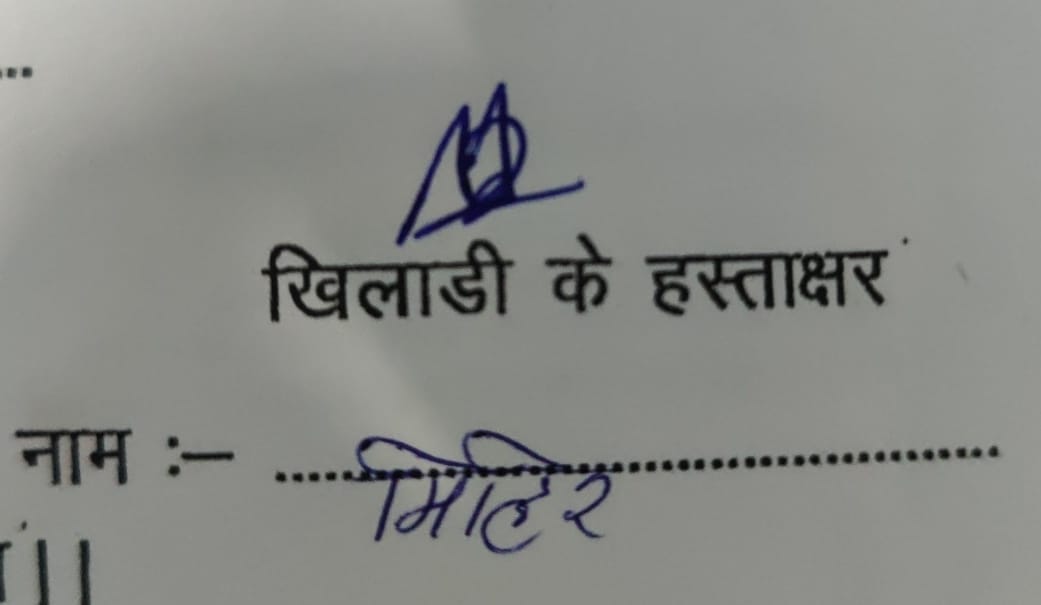 खिलाडी के हस्ताक्षर
नाम :– ....................मिहिर....................